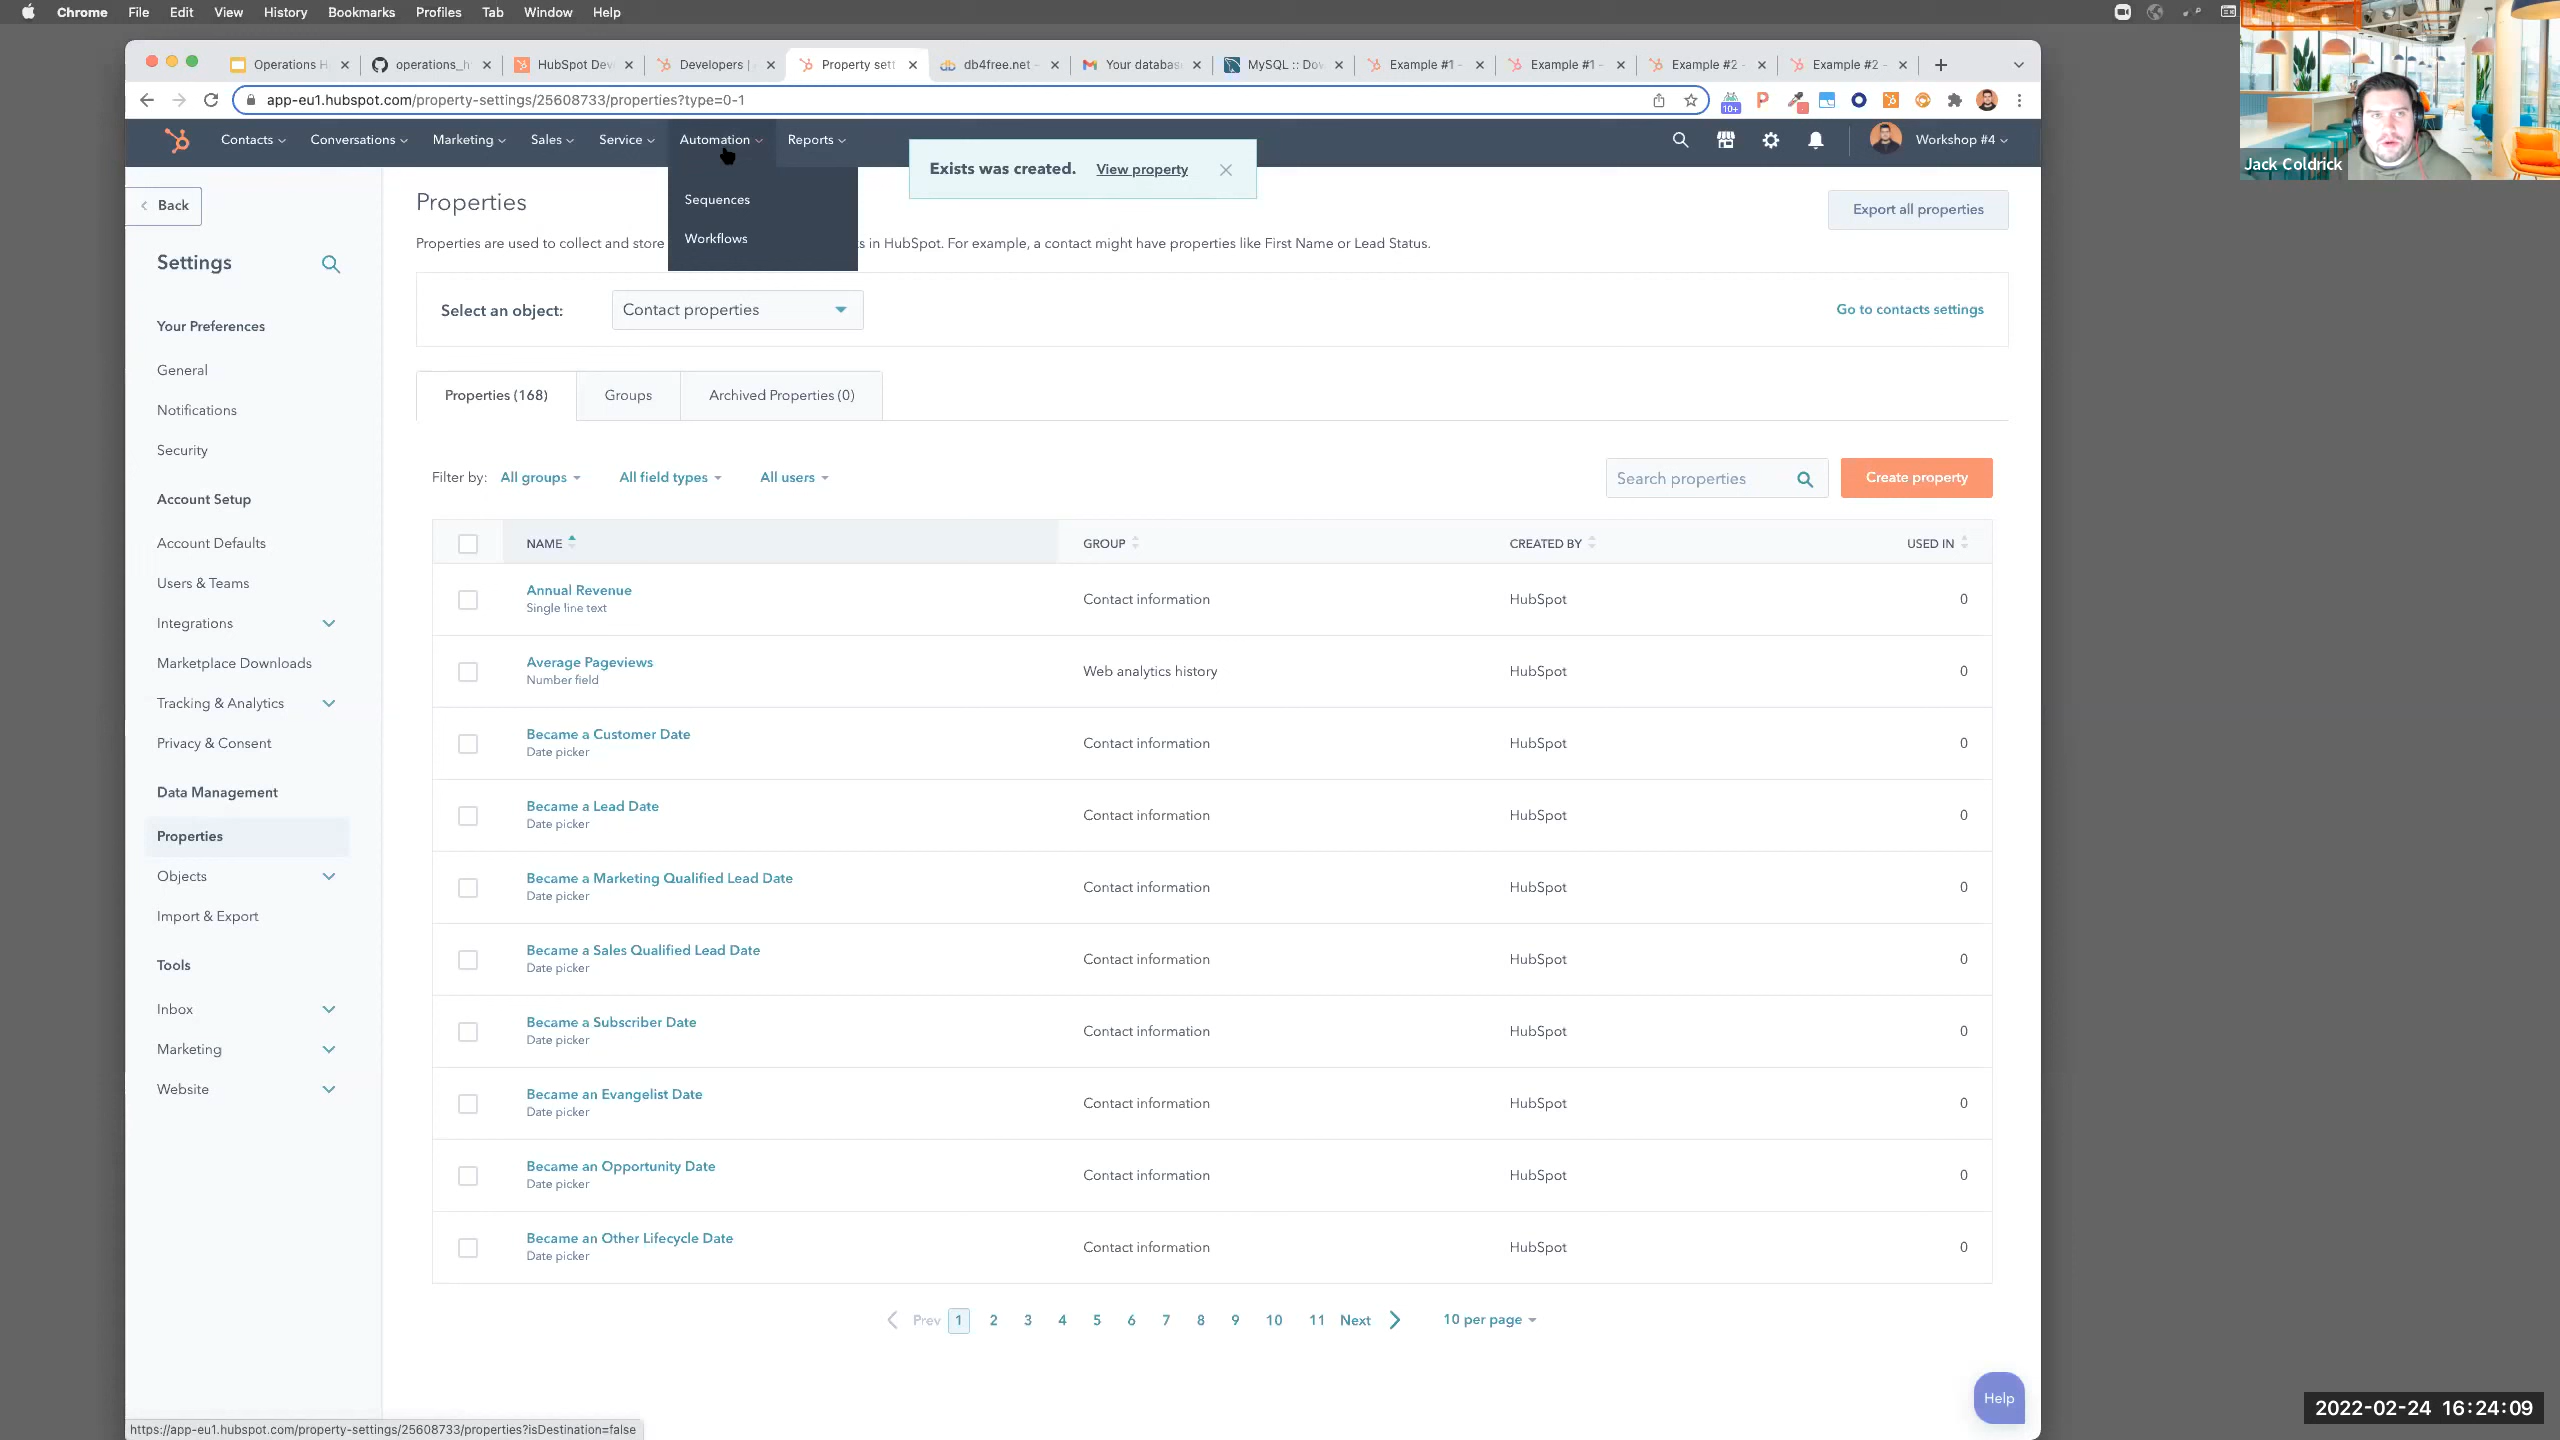 Chrome File Edit View History Bookmarks Profiles Tab Window Help
Operations H
operations_h
HubSpot Dev
Developers |
Property sett
db4free.net -
Your databas
MySQL :: Dow
Example #1 -
Example #1 -
Example #2 -
Example #2 -
app-eu1.hubspot.com/property-settings/25608733/properties?type=0-1
10+
Contacts Conversations Marketing Sales Service Automation Reports
Workshop #4
Jack Coldrick
Sequences
Workflows
Exists was created. View property
Back
Settings
Your Preferences
General
Notifications
Security
Account Setup
Account Defaults
Users & Teams
Integrations
Marketplace Downloads
Tracking & Analytics
Privacy & Consent
Data Management
Properties
Objects
Import & Export
Tools
Inbox
Marketing
Website
Properties
Export all properties
Properties are used to collect and store
s in HubSpot. For example, a contact might have properties like First Name or Lead Status.
Select an object: Contact properties Go to contacts settings
Properties (168) Groups Archived Properties (0)
Filter by: All groups All field types All users Search properties Create property
NAME GROUP CREATED BY USED IN
Annual Revenue
Single line text
Contact information HubSpot 0
Average Pageviews
Number field
Web analytics history HubSpot 0
Became a Customer Date
Date picker
Contact information HubSpot 0
Became a Lead Date
Date picker
Contact information HubSpot 0
Became a Marketing Qualified Lead Date
Date picker
Contact information HubSpot 0
Became a Sales Qualified Lead Date
Date picker
Contact information HubSpot 0
Became a Subscriber Date
Date picker
Contact information HubSpot 0
Became an Evangelist Date
Date picker
Contact information HubSpot 0
Became an Opportunity Date
Date picker
Contact information HubSpot 0
Became an Other Lifecycle Date
Date picker
Contact information HubSpot 0
Prev 1 2 3 4 5 6 7 8 9 10 11 Next 10 per page
Help
https://app-eu1.hubspot.com/property-settings/25608733/properties?isDestination=false
2022-02-24 16:24:09